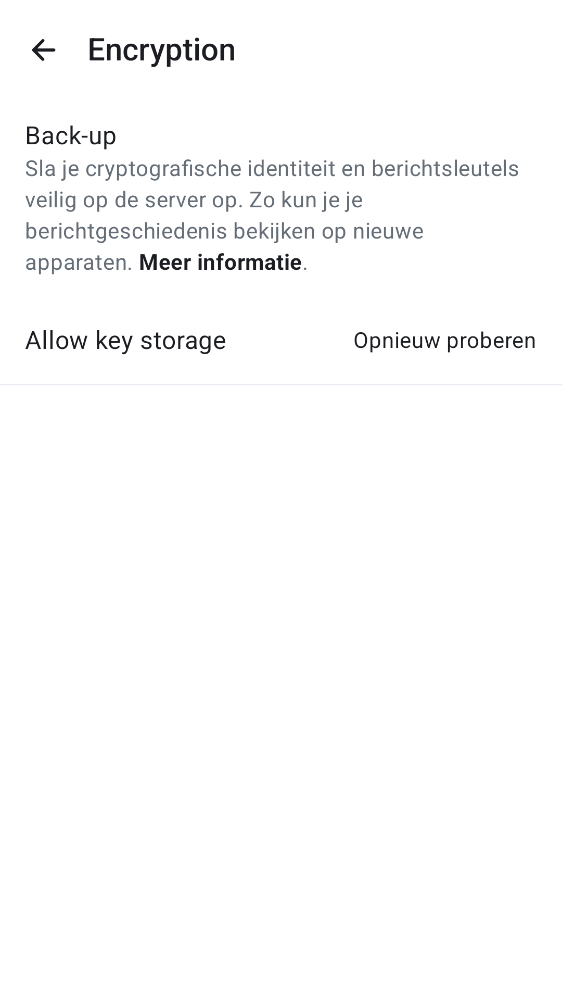 Encryption
Back-up
Sla je cryptografische identiteit en berichtsleutels
veilig op de server op. Zo kun je je
berichtgeschiedenis bekijken op nieuwe
apparaten. Meer informatie.
Allow key storage Opnieuw proberen